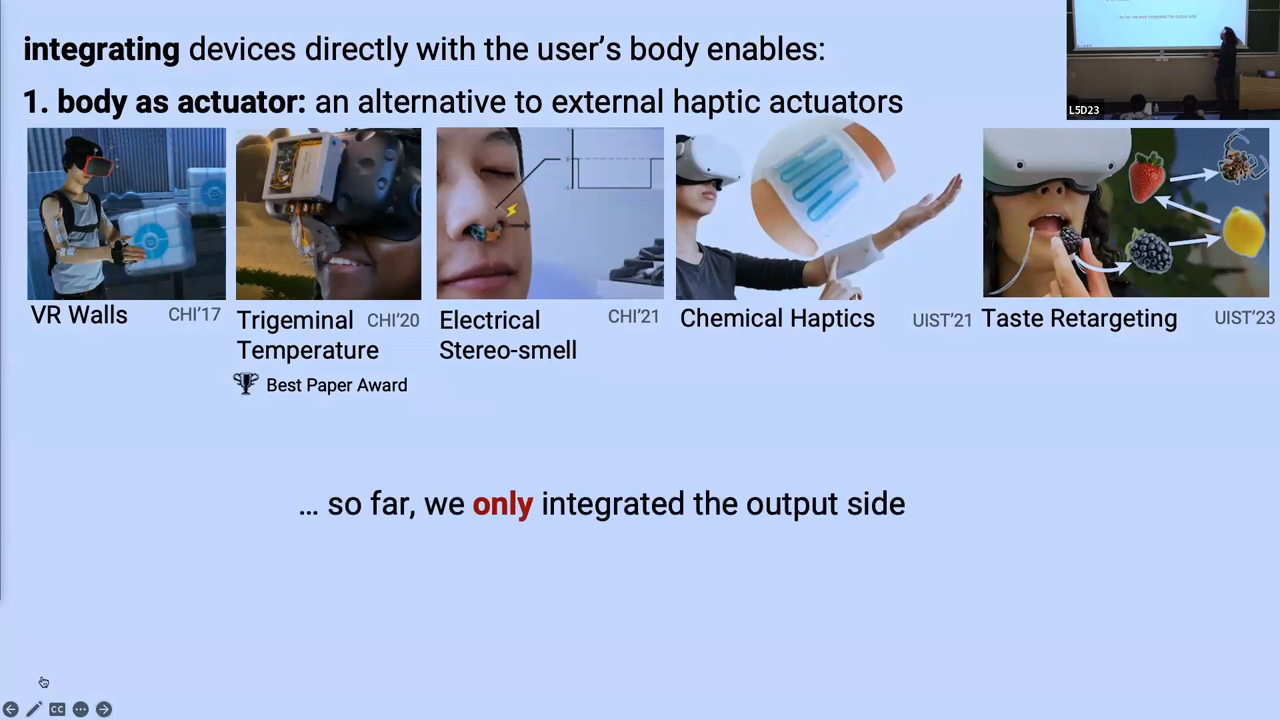 integrating devices directly with the user's body enables:
1. body as actuator: an alternative to external haptic actuators
L5D23
VR Walls CHI'17
Trigeminal Temperature CHI'20
Best Paper Award
Electrical Stereo-smell CHI'21
Chemical Haptics UIST'21
Taste Retargeting UIST'23
... so far, we only integrated the output side
CC